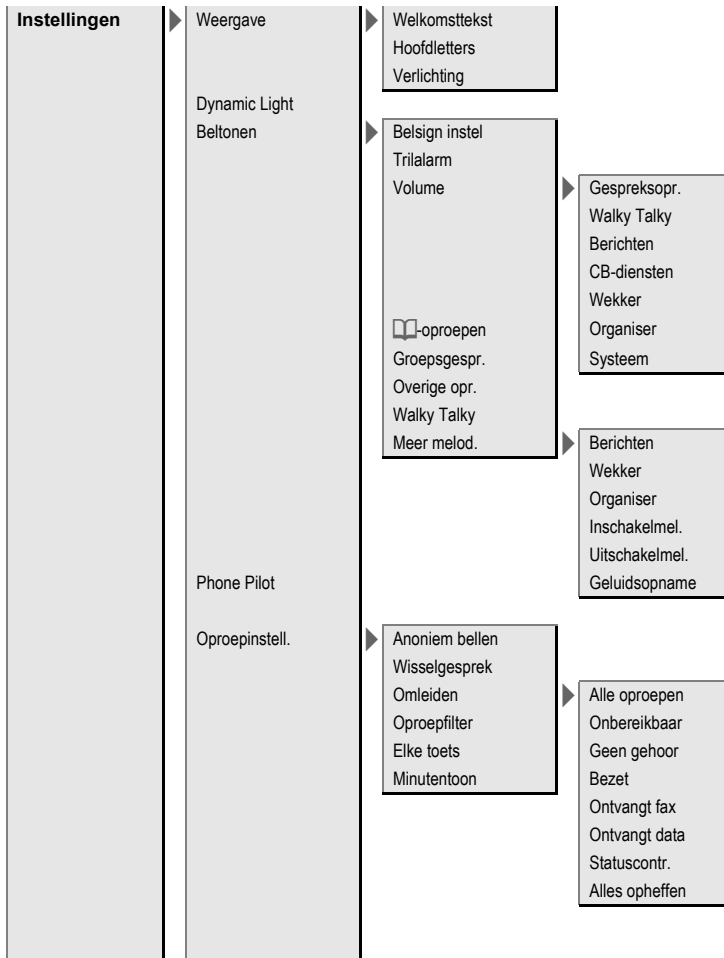 Instellingen
Weergave
Welkomsttekst
Hoofdletters
Verlichting
Dynamic Light
Beltonen
Belsign instel
Trilalarm
Volume
Gespreksopr.
Walky Talky
Berichten
CB-diensten
Wekker
Organiser
Systeem
-oproepen
Groepsgespr.
Overige opr.
Walky Talky
Meer melod.
Berichten
Wekker
Organiser
Inschakelmel.
Uitschakelmel.
Geluidsopname
Phone Pilot
Oproepinstell.
Anoniem bellen
Wisselgesprek
Omleiden
Alle oproepen
Onbereikbaar
Geen gehoor
Bezet
Ontvangt fax
Ontvangt data
Statuscontr.
Alles opheffen
Oproepfilter
Elke toets
Minutentoon